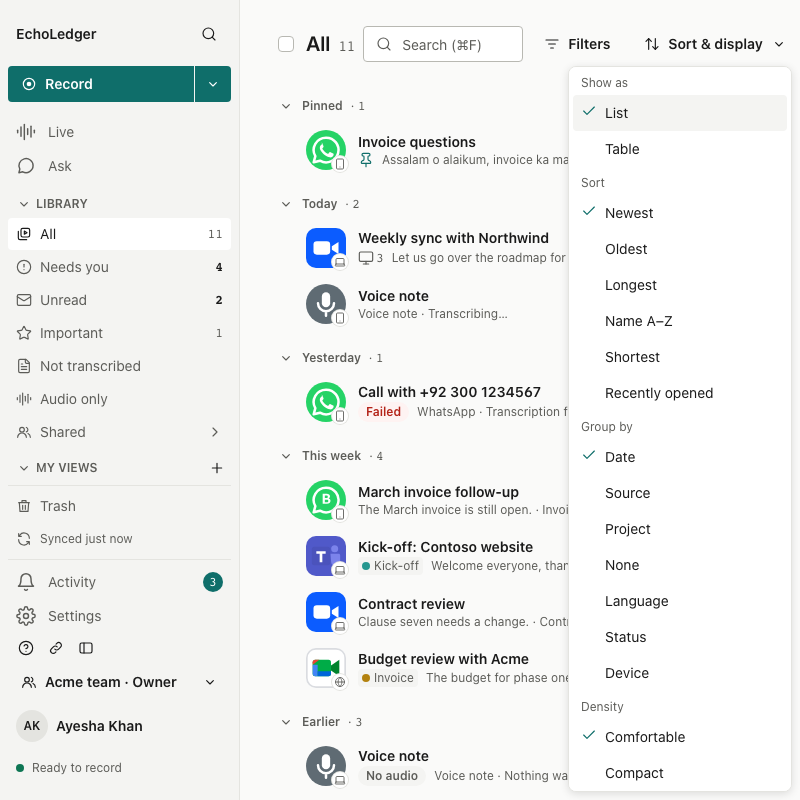 EchoLedger
Record
Live
Ask
LIBRARY
All 11
Needs you 4
Unread 2
Important 1
Not transcribed
Audio only
Shared
MY VIEWS
Trash
Synced just now
Activity 3
Settings
Acme team · Owner
AK Ayesha Khan
Ready to record
All 11
Search (⌘F)
Filters
Sort & display
Pinned · 1
Invoice questions
Assalam o alaikum, invoice ka ma
Today · 2
Weekly sync with Northwind
3 Let us go over the roadmap for
Voice note
Voice note · Transcribing…
Yesterday · 1
Call with +92 300 1234567
Failed WhatsApp · Transcription f
This week · 4
B
March invoice follow-up
The March invoice is still open. · Invoi
T
Kick-off: Contoso website
Kick-off Welcome everyone, than
Contract review
Clause seven needs a change. · Cont
Budget review with Acme
Invoice The budget for phase one
Earlier · 3
Voice note
No audio Voice note · Nothing wa
Show as
List
Table
Sort
Newest
Oldest
Longest
Name A–Z
Shortest
Recently opened
Group by
Date
Source
Project
None
Language
Status
Device
Density
Comfortable
Compact